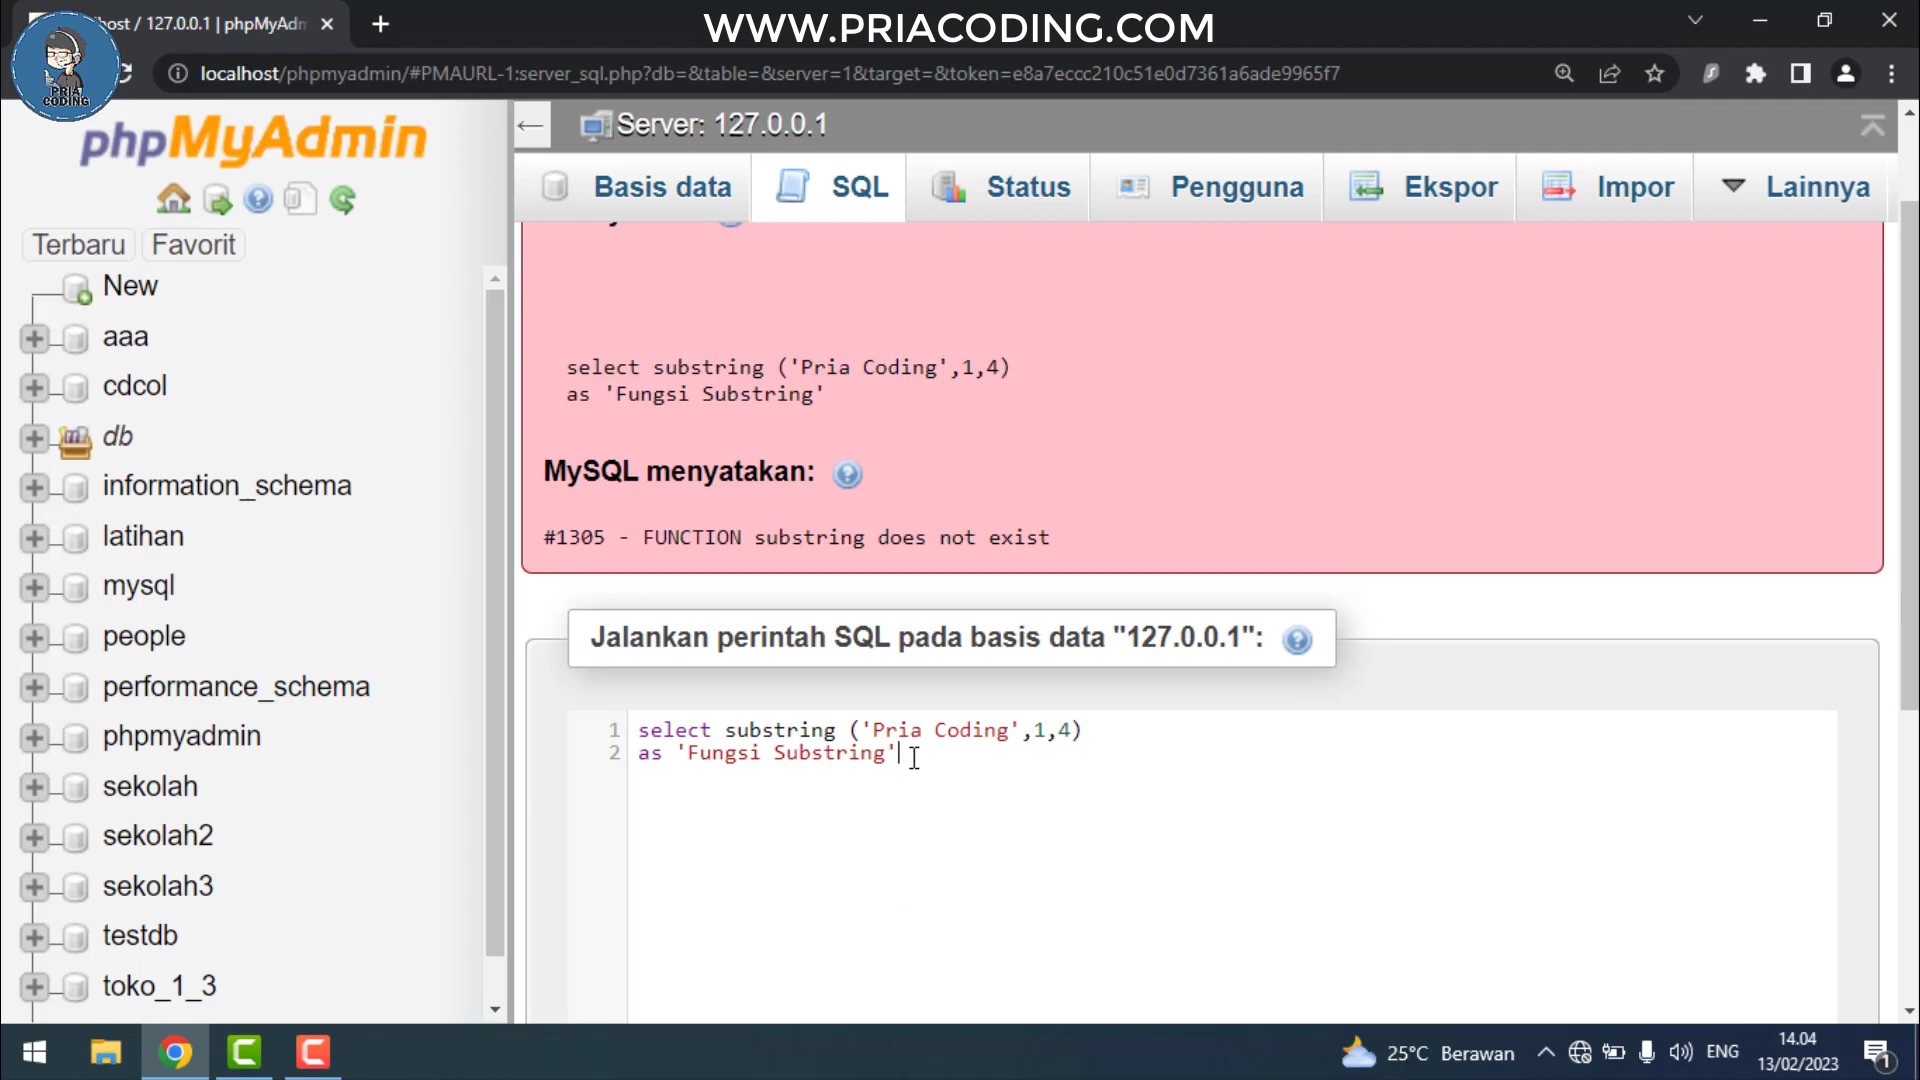 WWW.PRIACODING.COM
host / 127.0.0.1 | phpMyAdm
localhost/phpmyadmin/#PMAURL-1:server_sql.php?db=&table=&server=1&target=&token=e8a7eccc210c51e0d7361a6ade9965f7
PRIA
CODING
phpMyAdmin
Server: 127.0.0.1
Basis data
SQL
Status
Pengguna
Ekspor
Impor
Lainnya
Terbaru
Favorit
New
aaa
cdcol
db
information_schema
latihan
mysql
people
performance_schema
phpmyadmin
sekolah
sekolah2
sekolah3
testdb
toko_1_3
select substring ('Pria Coding',1,4)
as 'Fungsi Substring'
MySQL menyatakan:
#1305 - FUNCTION substring does not exist
Jalankan perintah SQL pada basis data "127.0.0.1":
1 select substring ('Pria Coding',1,4)
2 as 'Fungsi Substring'
25°C Berawan
ENG
14.04
13/02/2023
1